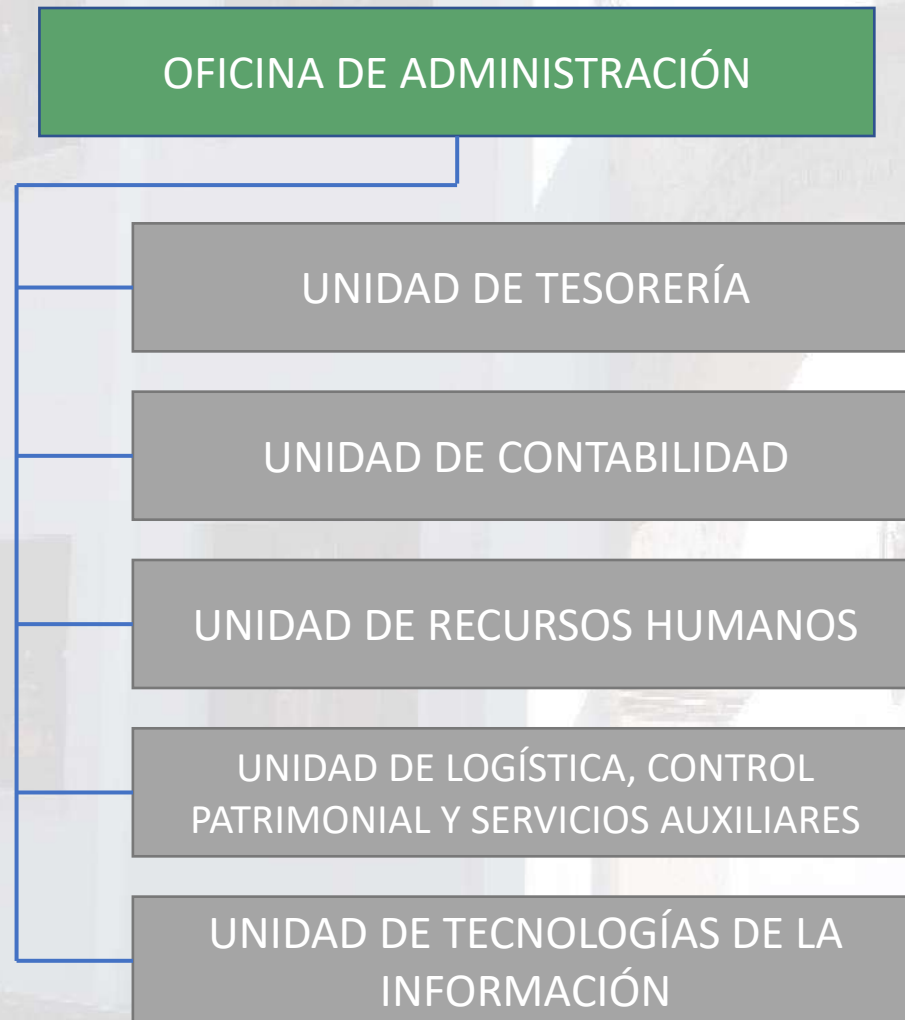 OFICINA DE ADMINISTRACIÓN
UNIDAD DE TESORERÍA
UNIDAD DE CONTABILIDAD
UNIDAD DE RECURSOS HUMANOS
UNIDAD DE LOGÍSTICA, CONTROL
PATRIMONIAL Y SERVICIOS AUXILIARES
UNIDAD DE TECNOLOGÍAS DE LA
INFORMACIÓN